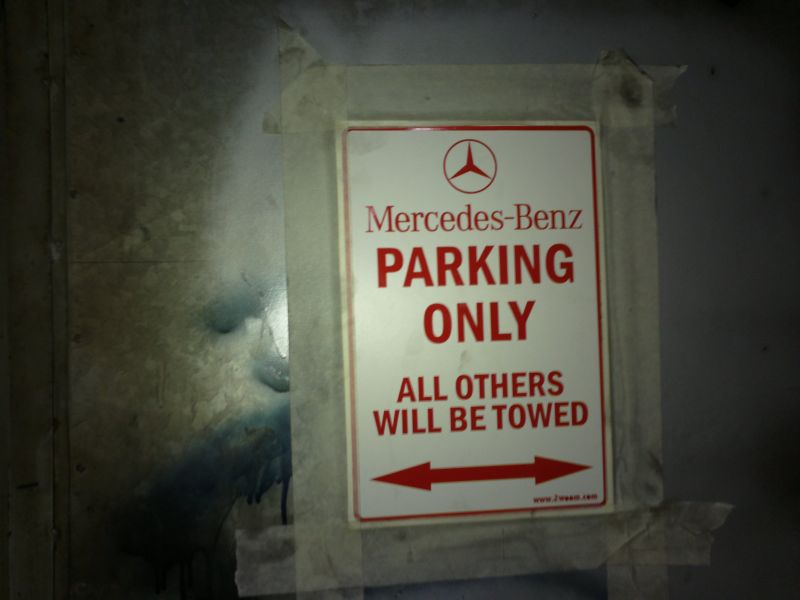 Mercedes-Benz
PARKING
ONLY
ALL OTHERS
WILL BE TOWED